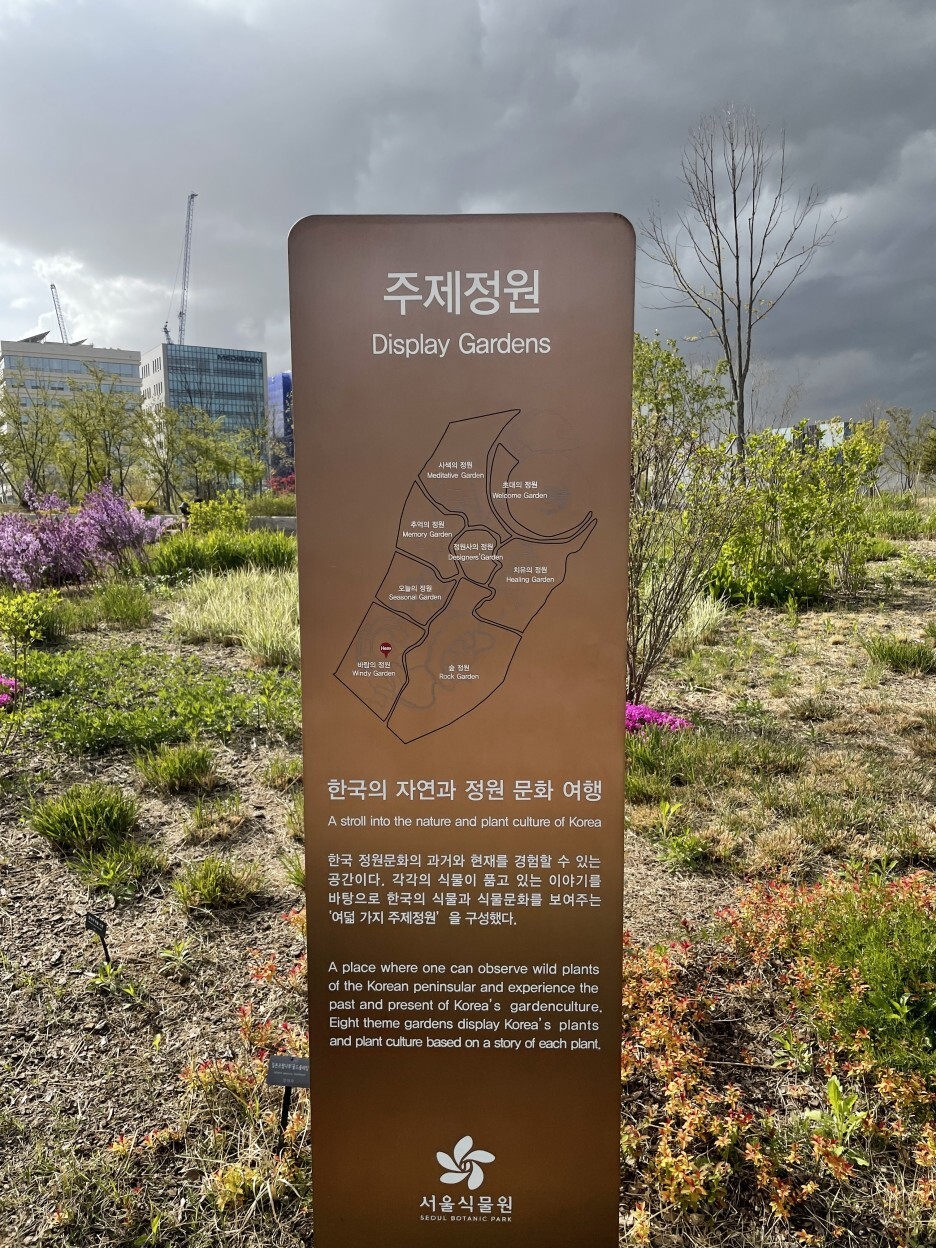 주제정원
Display Gardens
사색의 정원
Meditative Garden
초대의 정원
Welcome Garden
추억의 정원
Memory Garden
정원사의 정원
Designers'Garden
치유의 정원
Healing Garden
오늘의 정원
Seasonal Garden
Here
바람의 정원
Windy Garden
숲 정원
Rock Garden
한국의 자연과 정원 문화 여행
A stroll into the nature and plant culture of Korea
한국 정원문화의 과거와 현재를 경험할 수 있는
공간이다. 각각의 식물이 품고 있는 이야기를
바탕으로 한국의 식물과 식물문화를 보여주는
'여덟 가지 주제정원' 을 구성했다.
A place where one can observe wild plants
of the Korean peninsular and experience the
past and present of Korea's gardenculture.
Eight theme gardens display Korea's plants
and plant culture based on a story of each plant.
서울식물원
SEOUL BOTANIC PARK